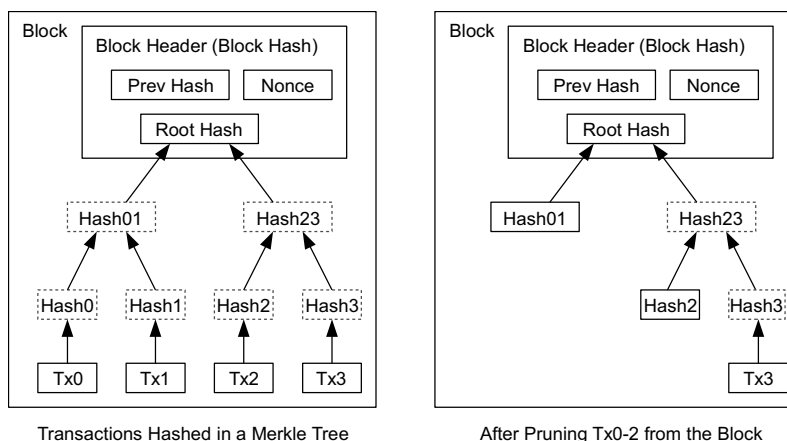 Block
Block Header (Block Hash)
Prev Hash
Nonce
Root Hash
Hash01
Hash23
Hash0
Hash1
Hash2
Hash3
Tx0
Tx1
Tx2
Tx3
Transactions Hashed in a Merkle Tree
Block
Block Header (Block Hash)
Prev Hash
Nonce
Root Hash
Hash01
Hash23
Hash2
Hash3
Tx3
After Pruning Tx0-2 from the Block